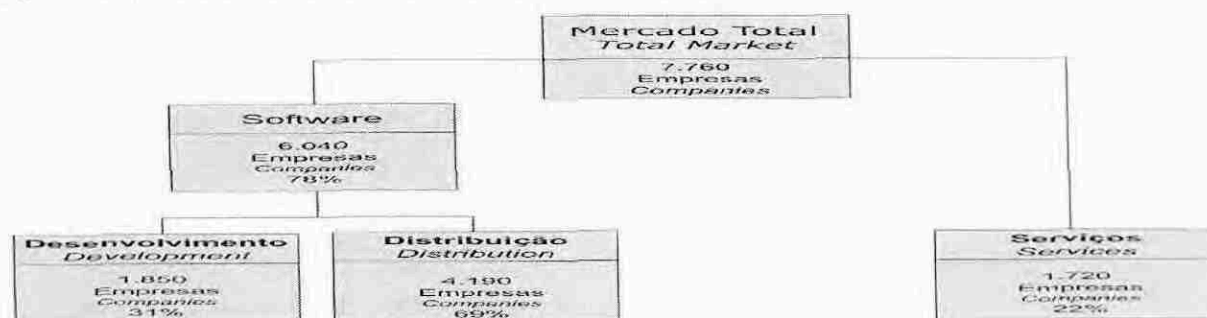 Mercado Total
Total Market
7.760
Empresas
Companies
Software
6.040
Empresas
Companies
78%
Desenvolvimento
Development
1.850
Empresas
Companies
31%
Distribuição
Distribution
4.190
Empresas
Companies
69%
Serviços
Services
1.720
Empresas
Companies
22%